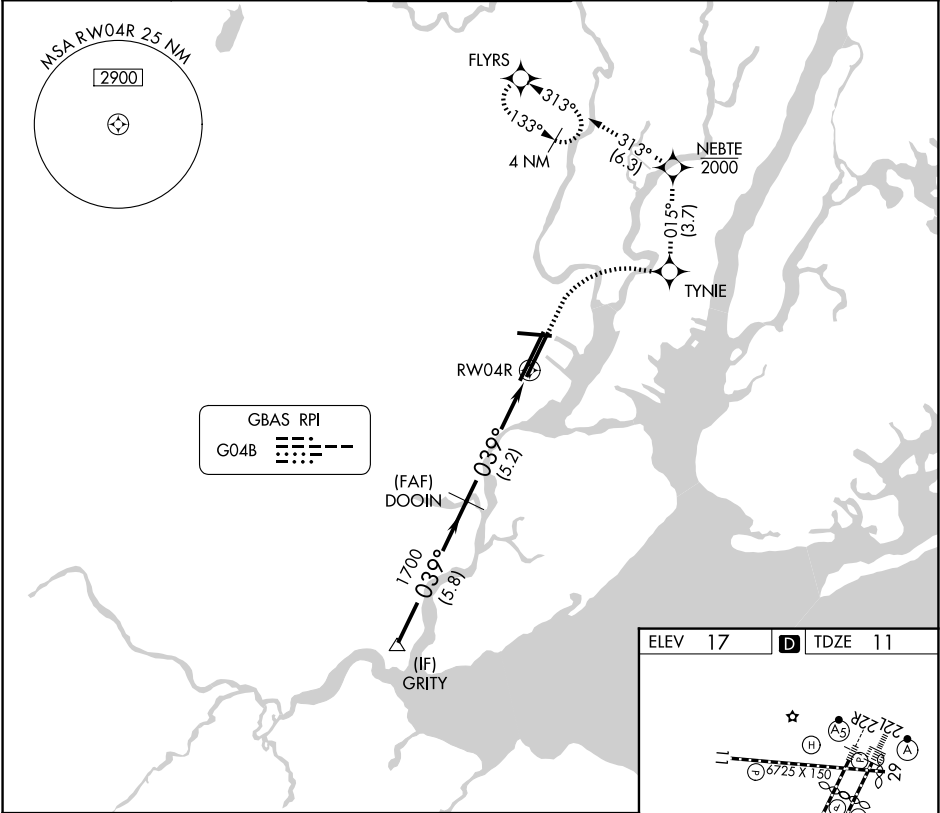 MSA RW04R 25 NM
2900
FLYRS
313°
133°
4 NM
313°
(6.3)
NEBTE
2000
015°
(3.7)
TYNIE
RW04R
GBAS RPI
G04B
039°
(5.2)
(FAF)
DOOIN
1700
039°
(5.8)
(IF)
GRITY
ELEV 17
D
TDZE 11
A5
22R
22L
A
H
P
11
P
6725 X 150
29
P